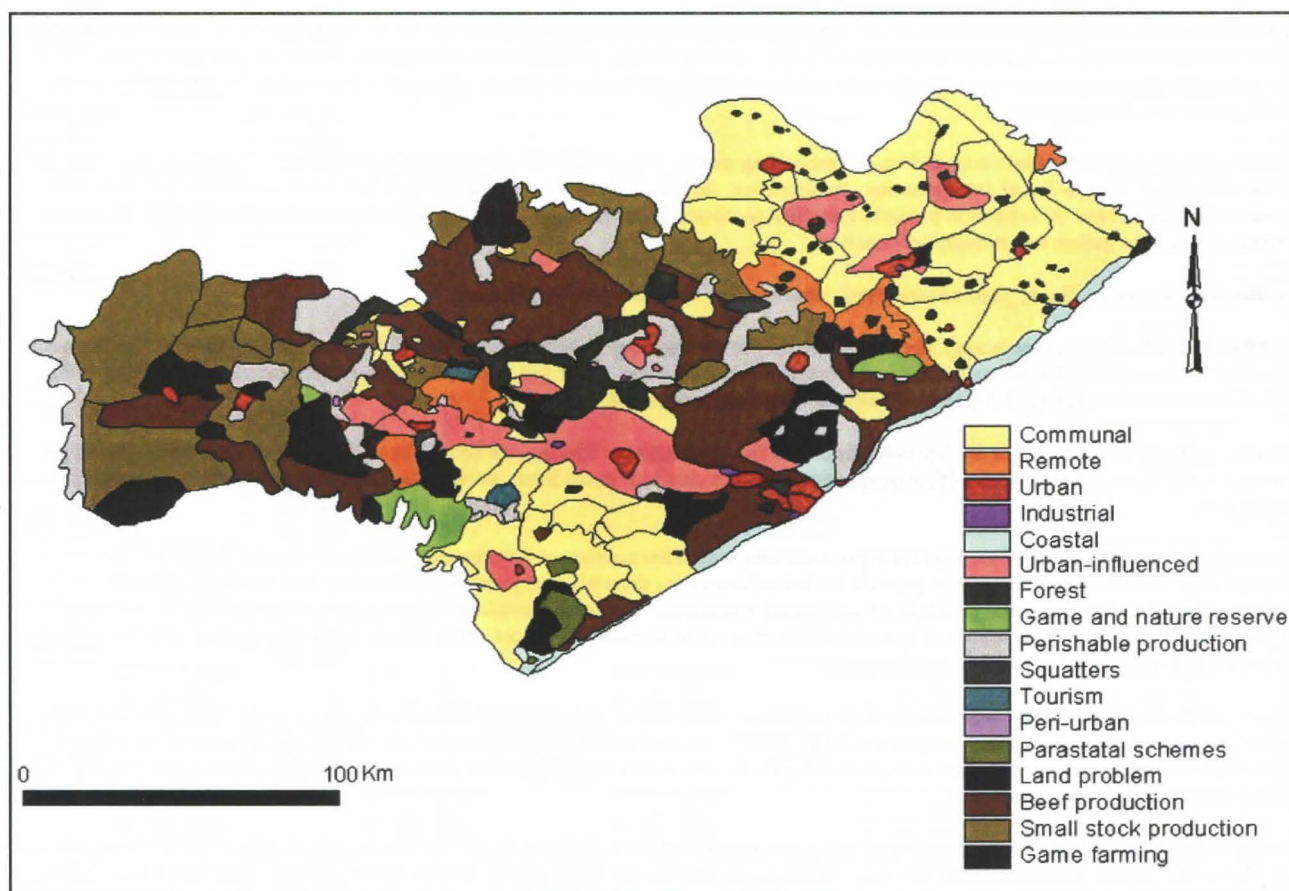 N
Communal
Remote
Urban
Industrial
Coastal
Urban-influenced
Forest
Game and nature reserve
Perishable production
Squatters
Tourism
Peri-urban
Parastatal schemes
Land problem
Beef production
Small stock production
Game farming
0 100 Km